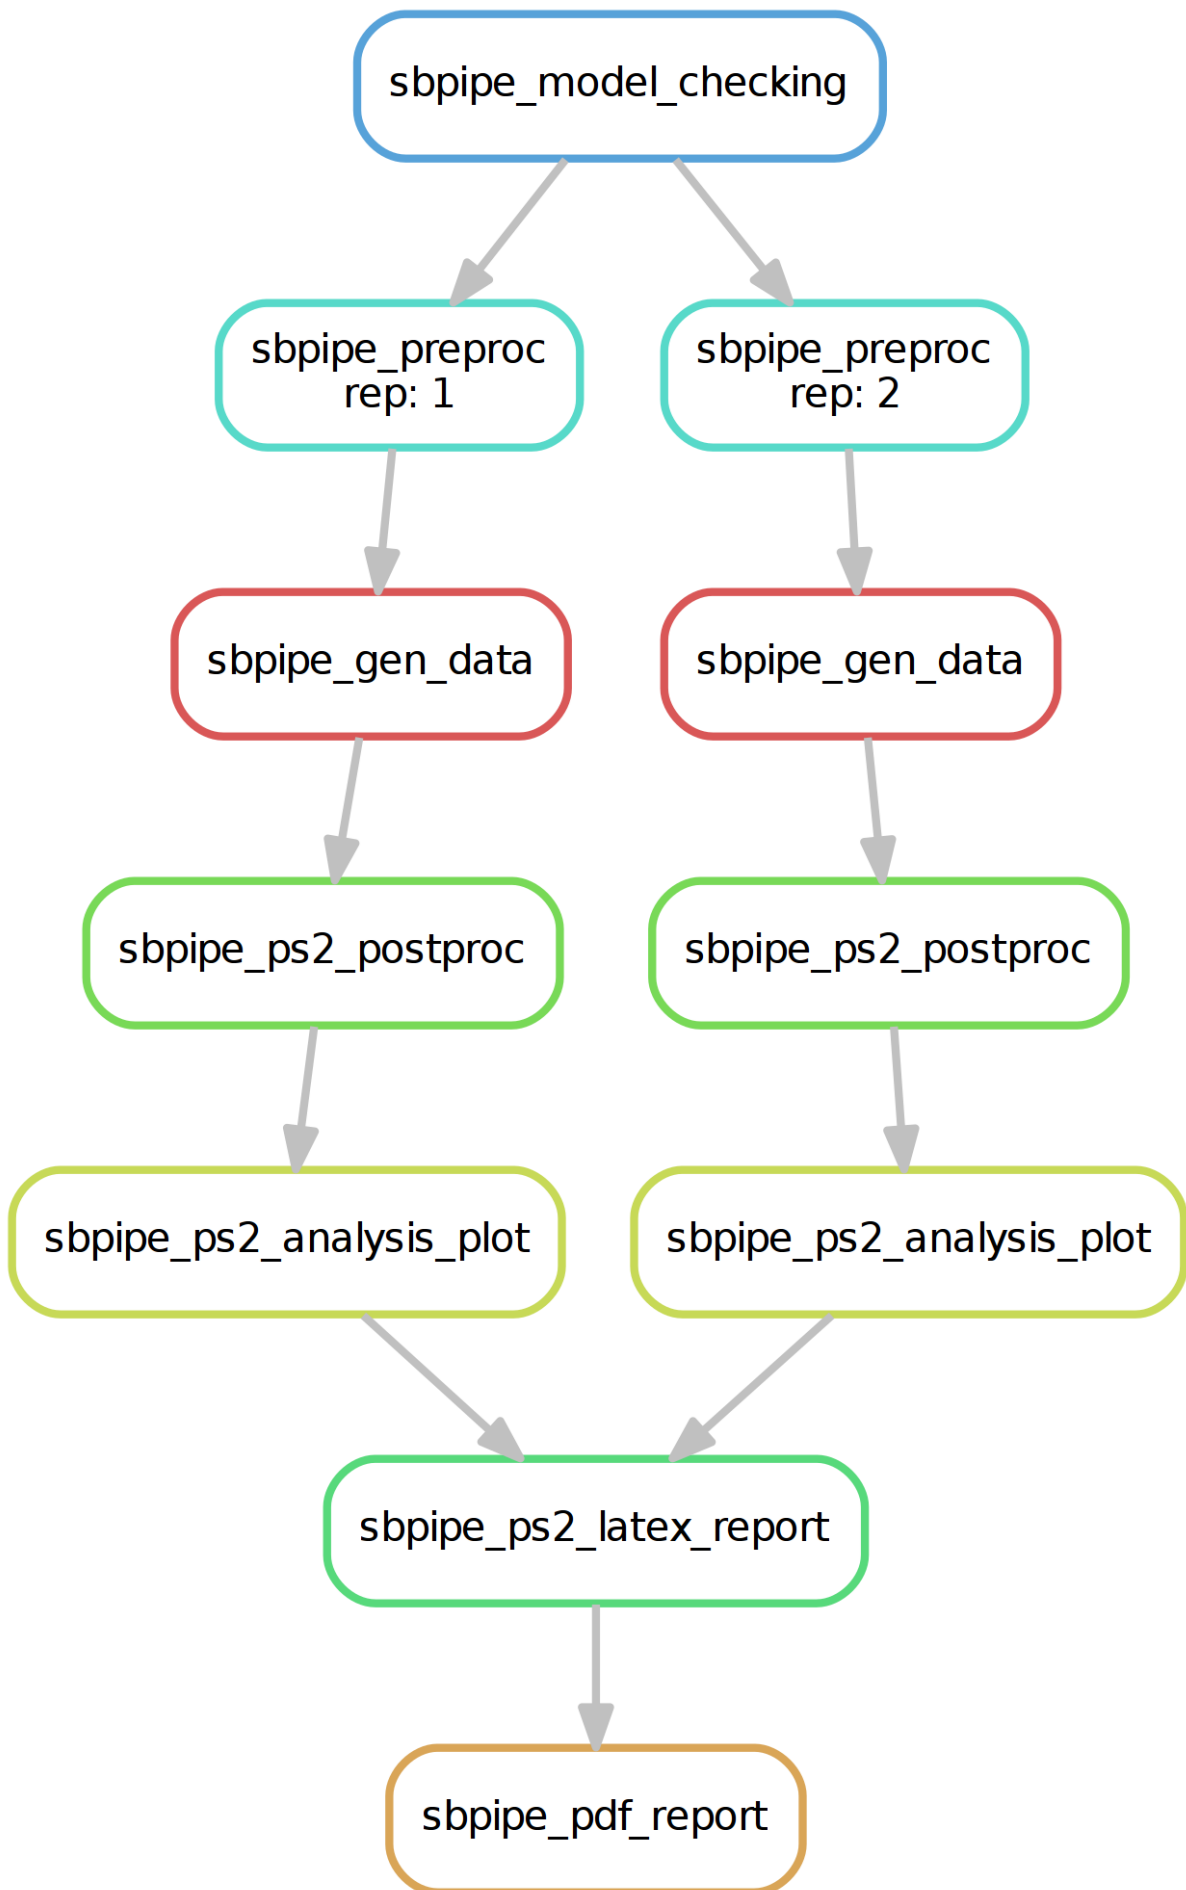 sbpipe_model_checking
sbpipe_preproc
rep: 1
sbpipe_preproc
rep: 2
sbpipe_gen_data
sbpipe_gen_data
sbpipe_ps2_postproc
sbpipe_ps2_postproc
sbpipe_ps2_analysis_plot
sbpipe_ps2_analysis_plot
sbpipe_ps2_latex_report
sbpipe_pdf_report